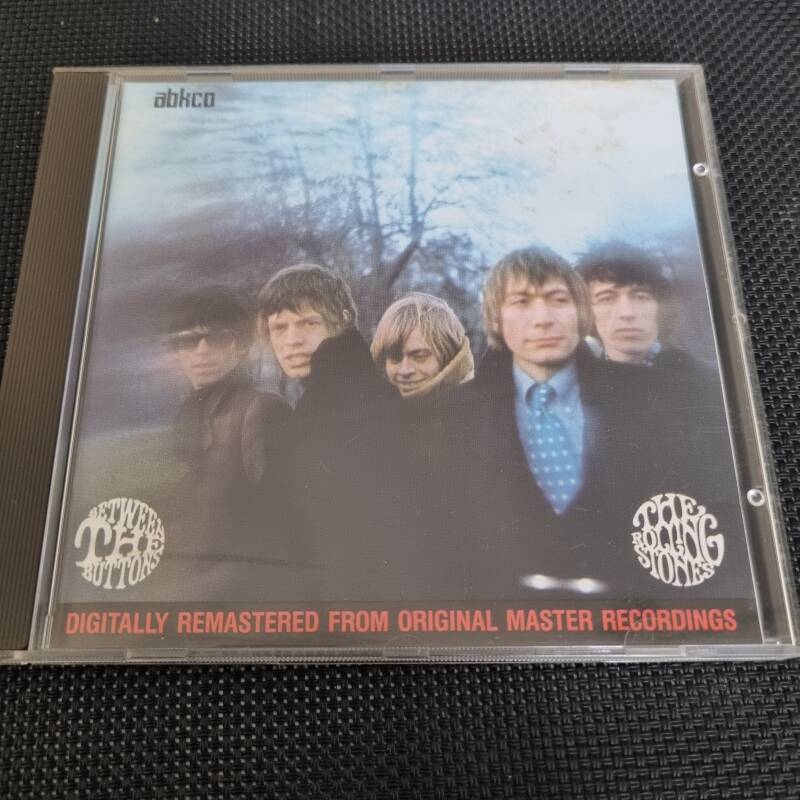 abkco
BETWEEN
THE
BUTTONS
THE
ROLLING
STONES
DIGITALLY REMASTERED FROM ORIGINAL MASTER RECORDINGS